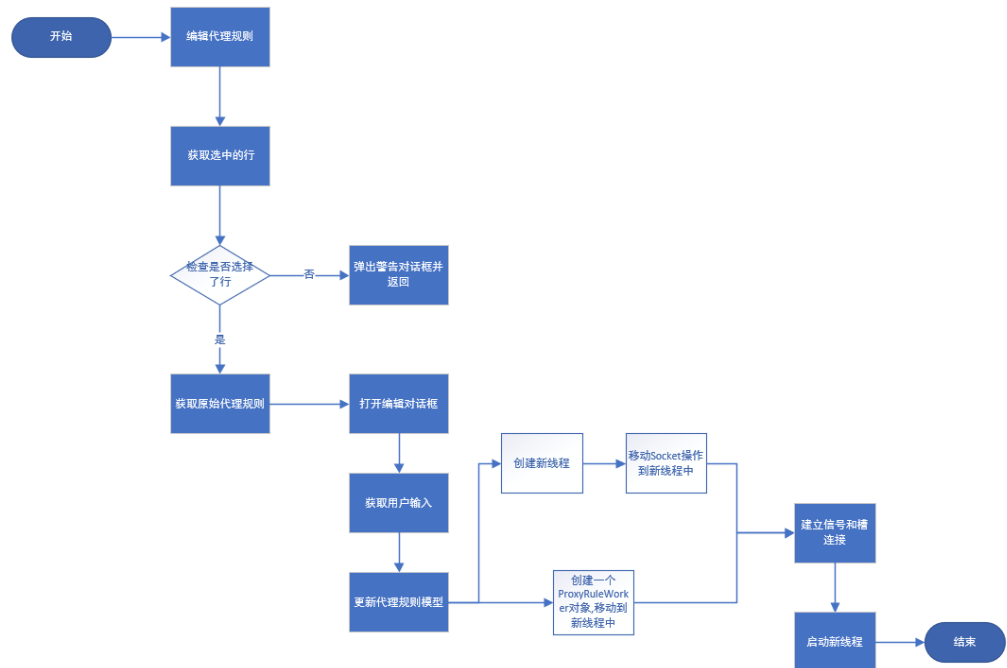 开始
编辑代理规则
获取选中的行
检查是否选择
了行
否
弹出警告对话框并
返回
是
获取原始代理规则
打开编辑对话框
获取用户输入
更新代理规则模型
创建新线程
移动Socket操作
到新线程中
创建一个
ProxyRuleWork
er对象,移动到
新线程中
建立信号和槽
连接
启动新线程
结束